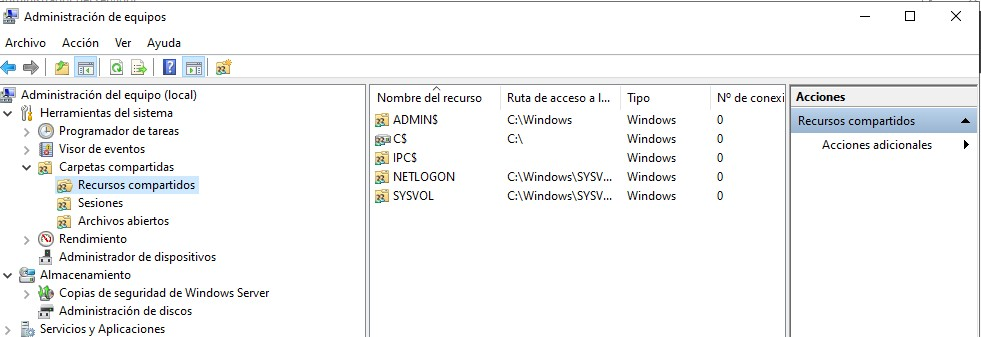 Administración de equipos
Archivo Acción Ver Ayuda
Administración del equipo (local)
Herramientas del sistema
Programador de tareas
Visor de eventos
Carpetas compartidas
Recursos compartidos
Sesiones
Archivos abiertos
Rendimiento
Administrador de dispositivos
Almacenamiento
Copias de seguridad de Windows Server
Administración de discos
Servicios y Aplicaciones
Nombre del recurso Ruta de acceso a l... Tipo Nº de conexi
ADMIN$ C:\Windows Windows 0
C$ C:\ Windows 0
IPC$ Windows 0
NETLOGON C:\Windows\SYSV... Windows 0
SYSVOL C:\Windows\SYSV... Windows 0
Acciones
Recursos compartidos
Acciones adicionales